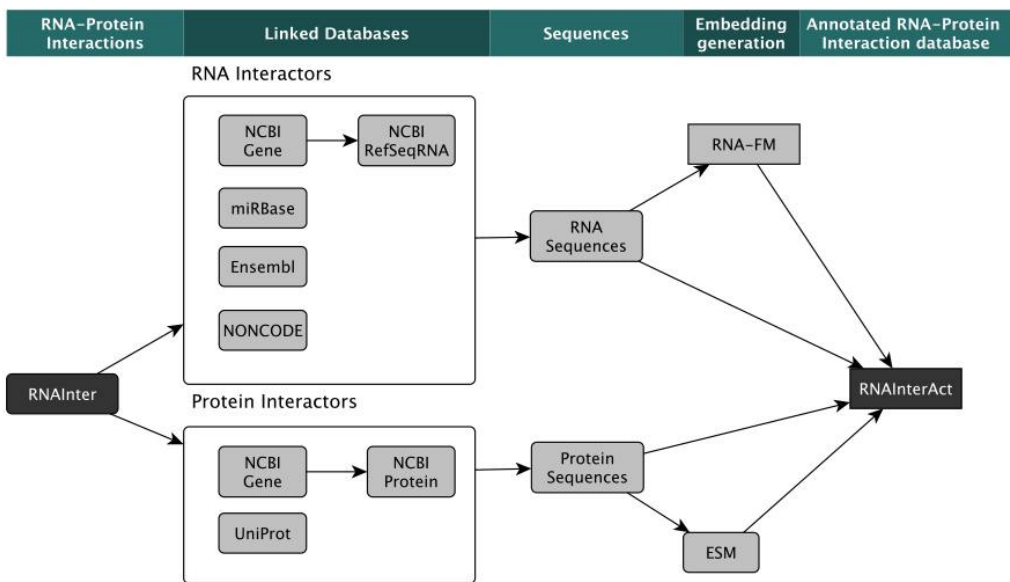 RNA-Protein
Interactions
Linked Databases
Sequences
Embedding
generation
Annotated RNA-Protein
Interaction database
RNA Interactors
NCBI
Gene
NCBI
RefSeqRNA
miRBase
Ensembl
NONCODE
RNA-FM
RNA
Sequences
RNAInter
RNAInterAct
Protein Interactors
NCBI
Gene
NCBI
Protein
UniProt
Protein
Sequences
ESM